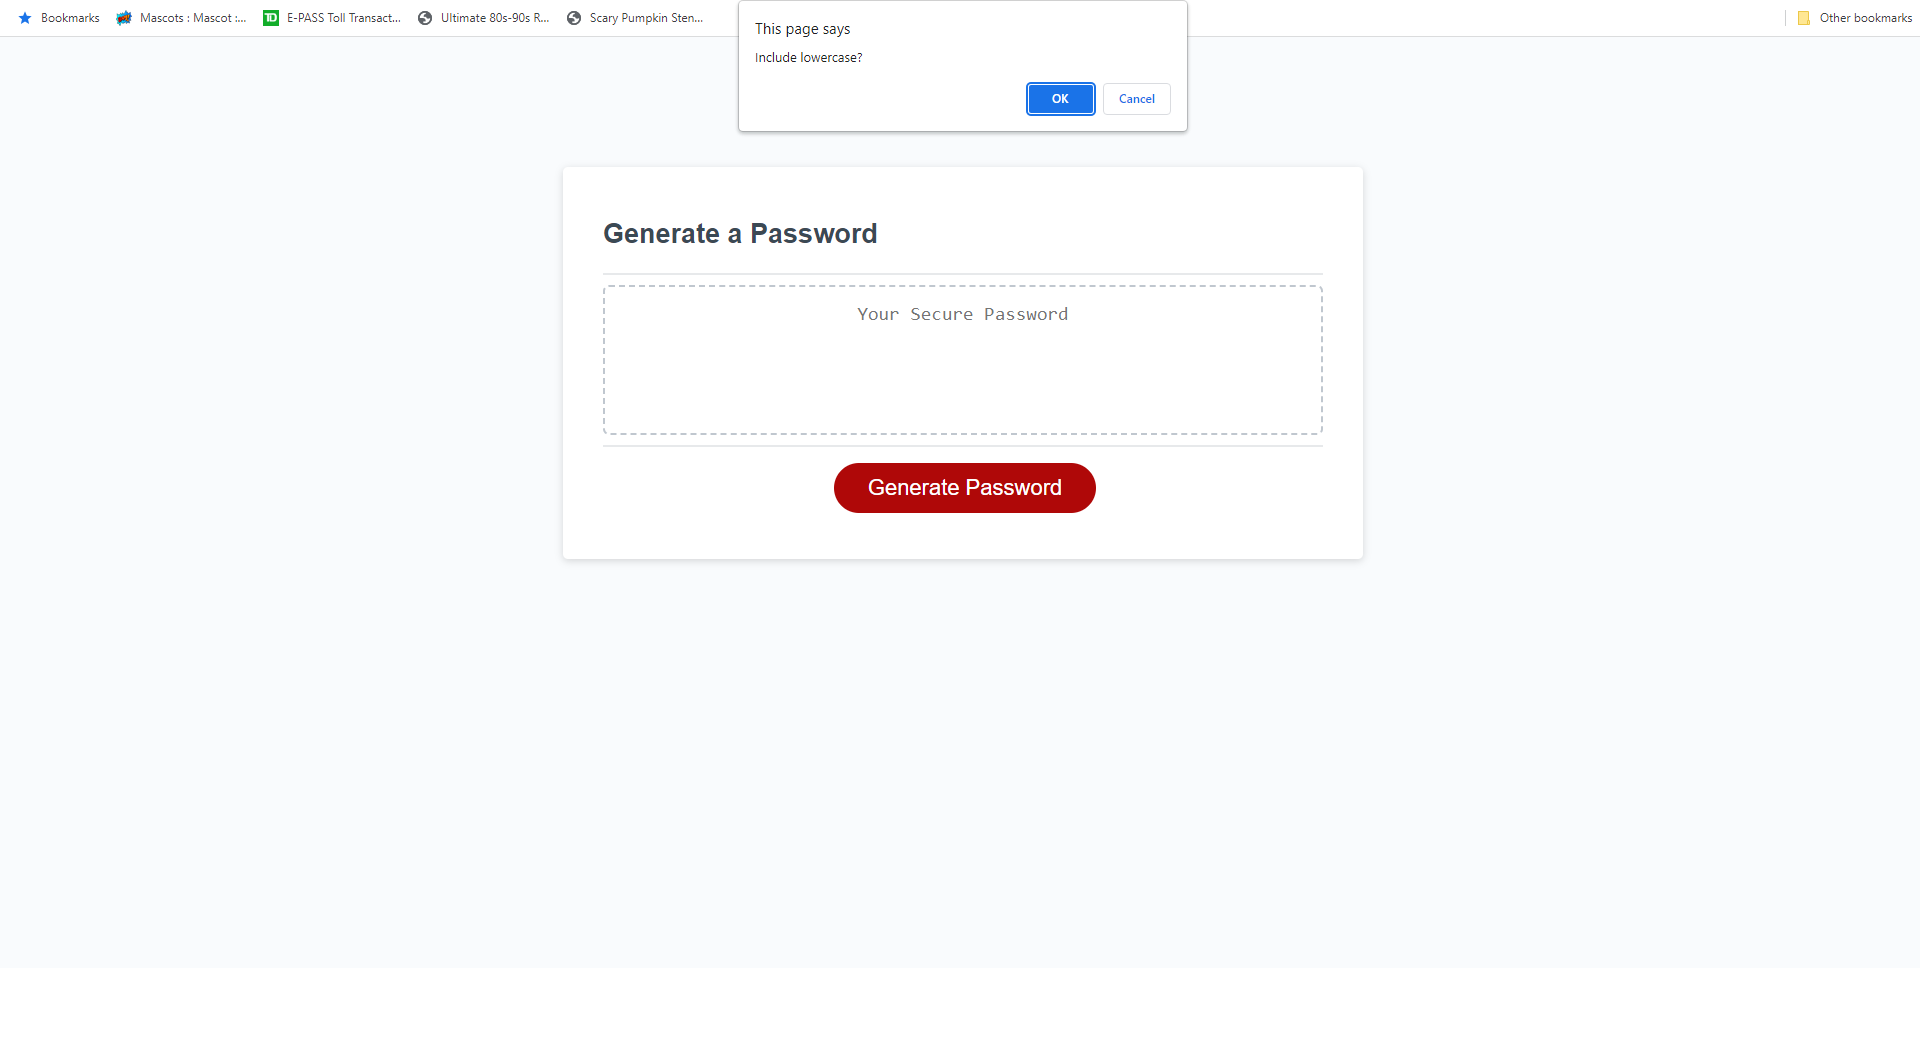 Bookmarks
Mascots : Mascot :...
TD
E-PASS Toll Transact...
Ultimate 80s-90s R...
Scary Pumpkin Sten...
Other bookmarks
This page says
Include lowercase?
OK
Cancel
Generate a Password
Your Secure Password
Generate Password